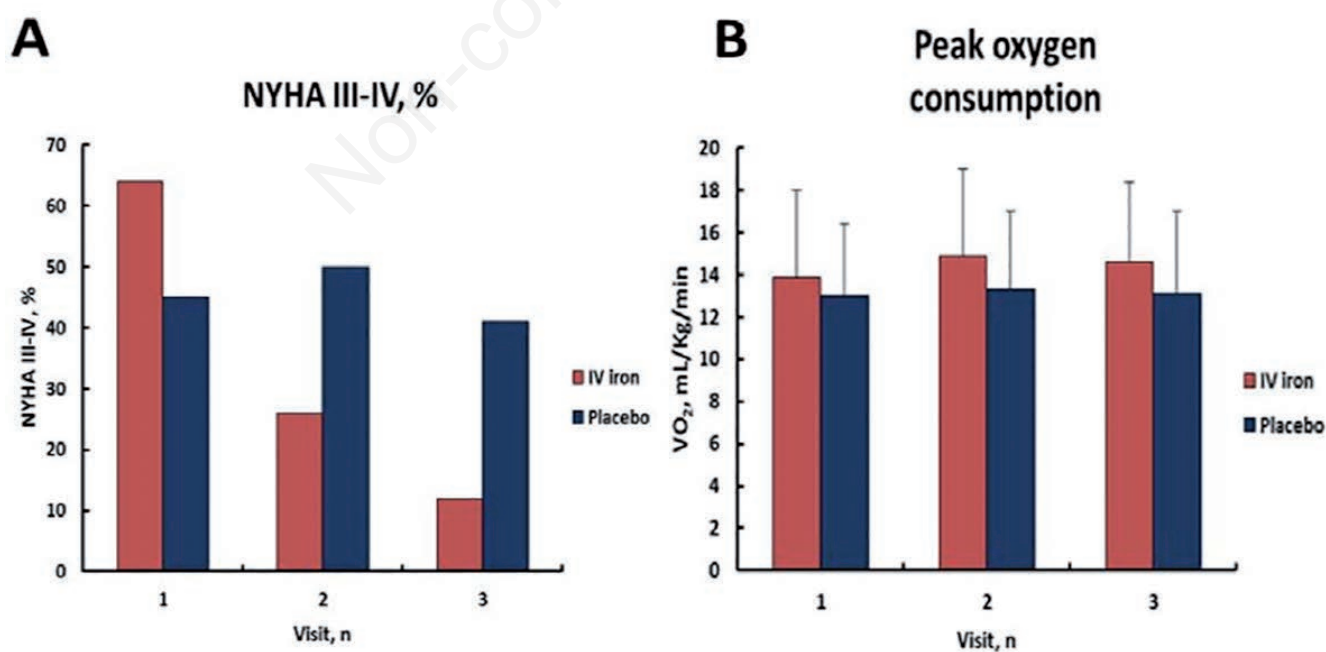 A
NYHA III-IV, %
NYHA III-IV, %
70
60
50
40
30
20
10
0
1 2 3
Visit, n
IV iron
Placebo
B
Peak oxygen
consumption
VO₂, mL/Kg/min
20
18
16
14
12
10
8
6
4
2
0
1 2 3
Visit, n
IV iron
Placebo